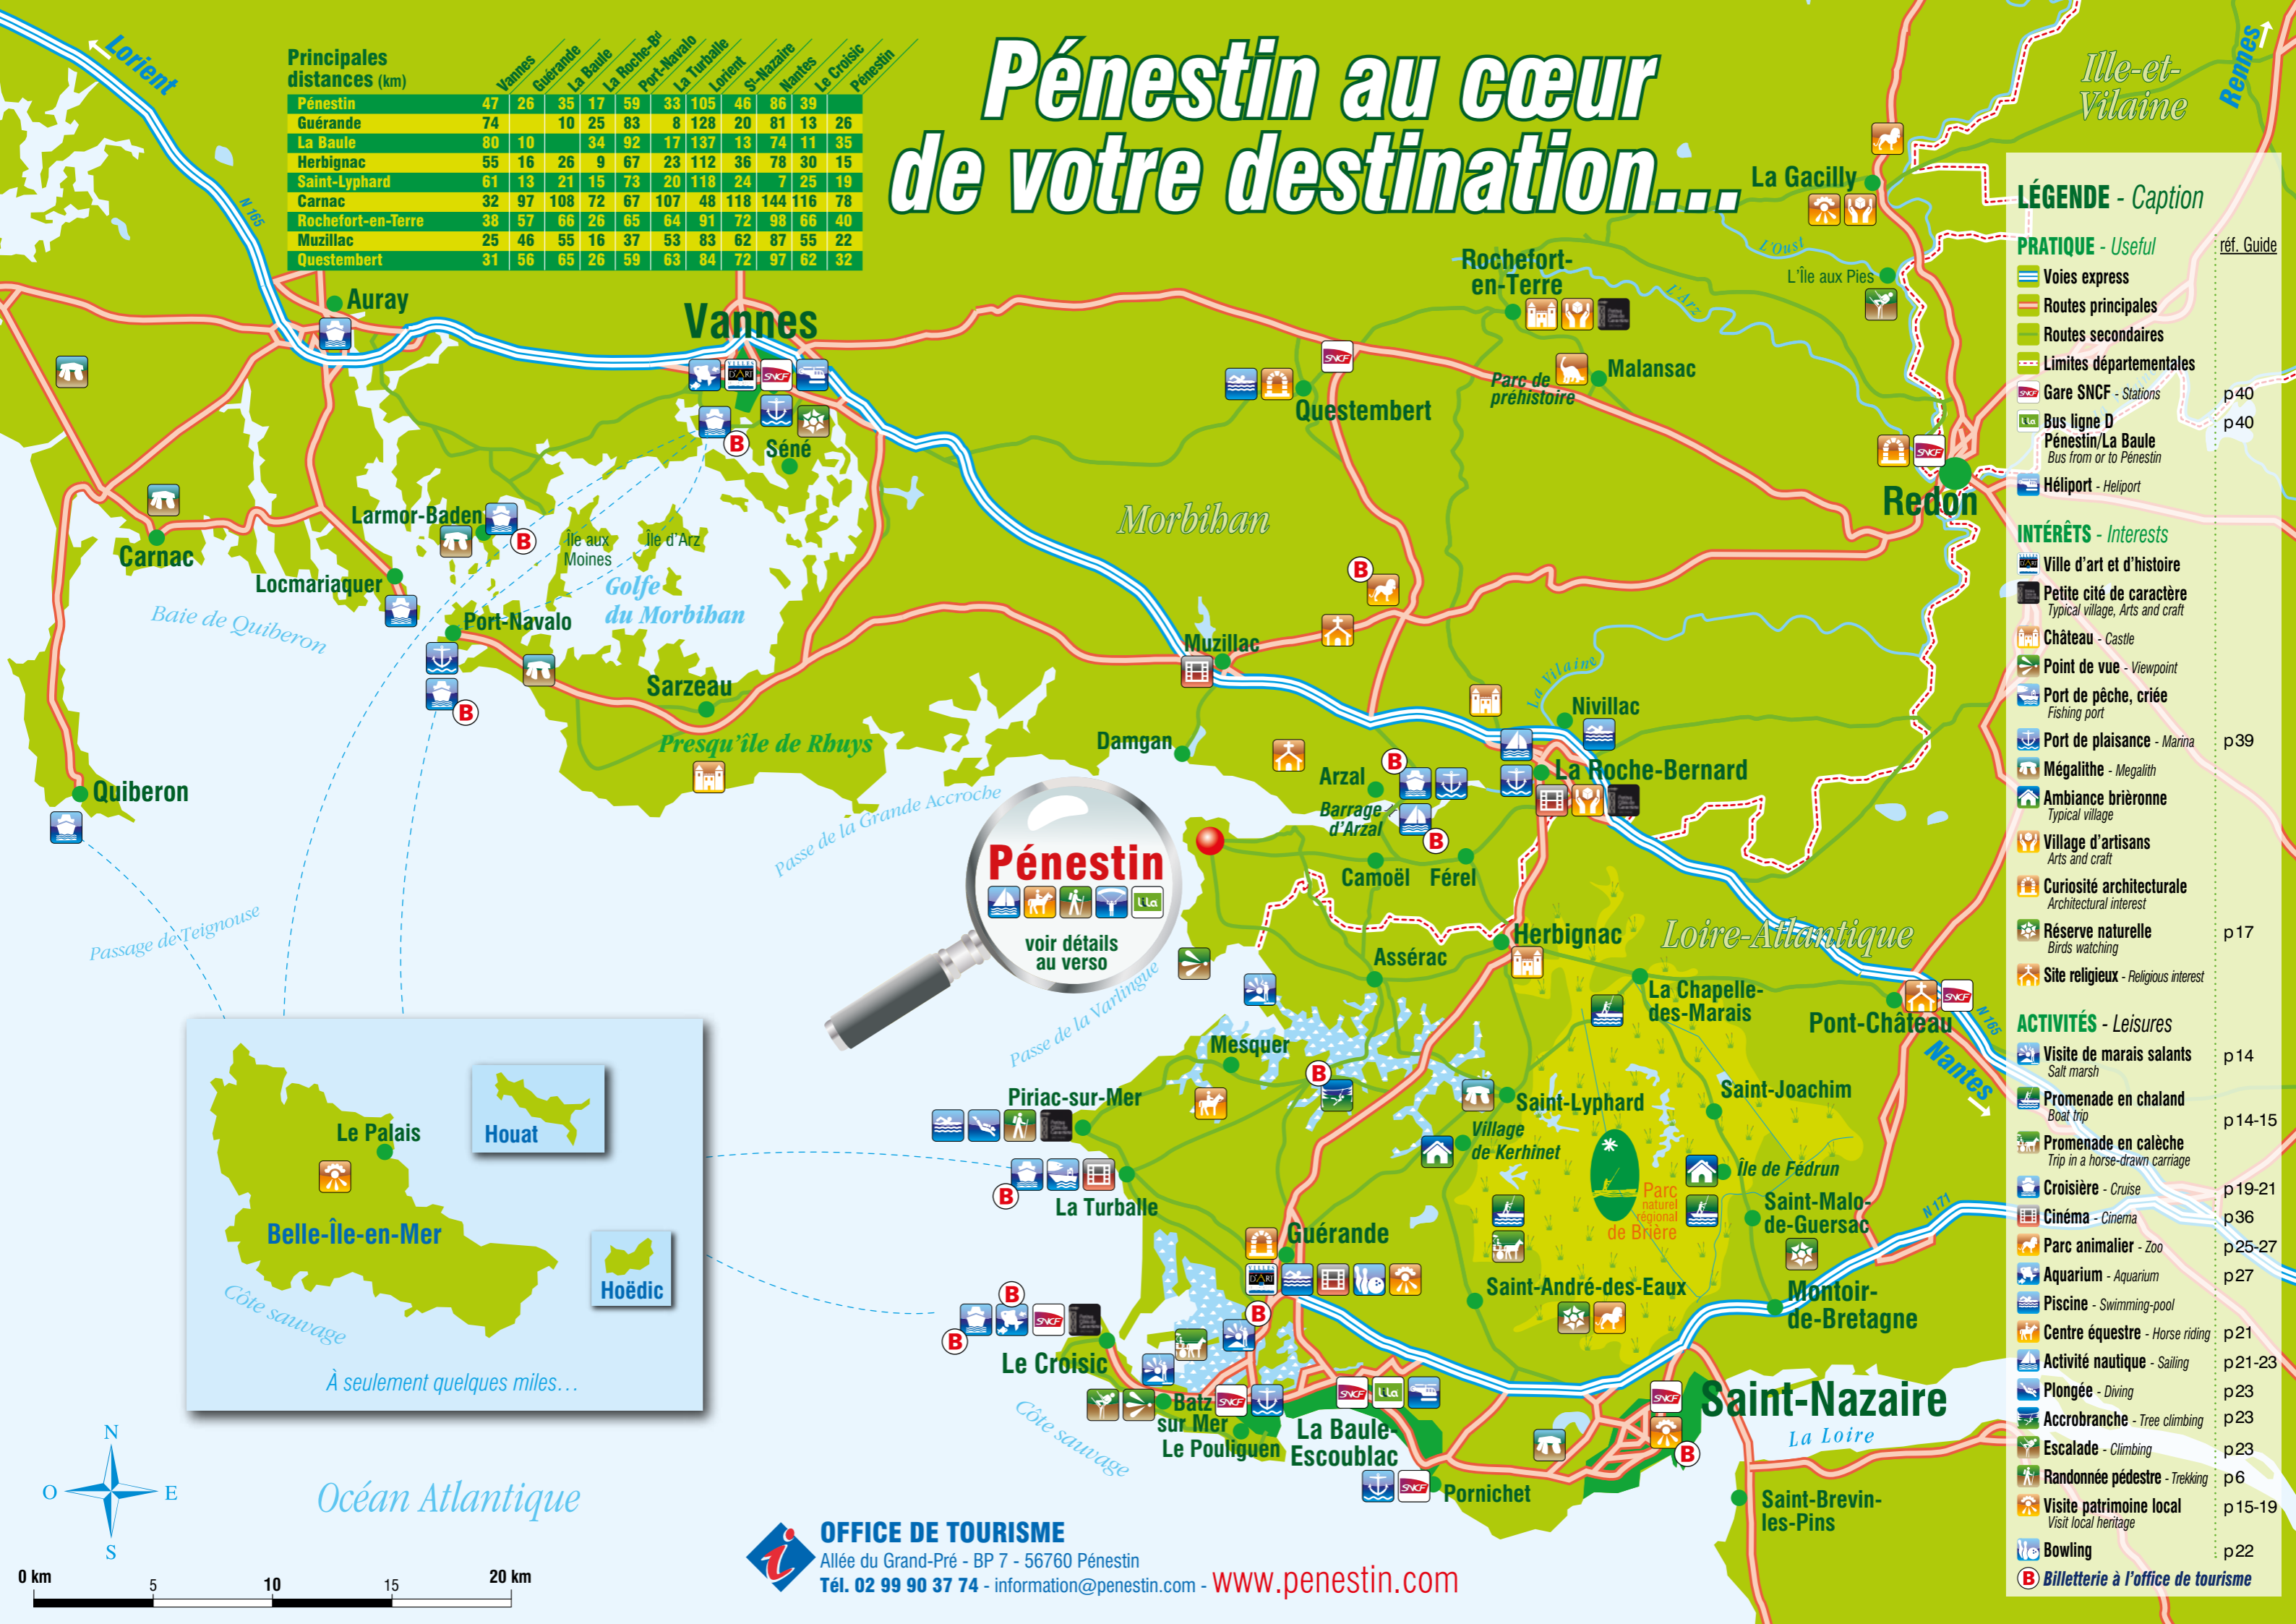 Pénestin au cœur
de votre destination...
Lorient
Principales
distances (km)
Vannes Guérande La Baule La Roche-Bd Port-Navalo La Turballe Lorient St-Nazaire Nantes Le Croisic Pénestin
Pénestin 47 26 35 17 59 33 105 46 86 39
Guérande 74 10 25 83 8 128 20 81 13 26
La Baule 80 10 34 92 17 137 13 74 11 35
Herbignac 55 16 26 9 67 23 112 36 78 30 15
Saint-Lyphard 61 13 21 15 73 20 118 24 7 25 19
Carnac 32 97 108 72 67 107 48 118 144 116 78
Rochefort-en-Terre 38 57 66 26 65 64 91 72 98 66 40
Muzillac 25 46 55 16 37 53 83 62 87 55 22
Questembert 31 56 65 26 59 63 84 72 97 62 32
N 165
Ille-et-
Vilaine
Rennes
La Gacilly
L'Oust
L'Île aux Pies
L'Arz
Rochefort-
en-Terre
Malansac
Parc de
préhistoire
SNCF
Questembert
Auray
Vannes
VILLES
D'ART
SNCF
B
Séné
SNCF
Redon
Morbihan
Carnac
Larmor-Baden
B
Île aux
Moines
Île d'Arz
Locmariaquer
Golfe
du Morbihan
Baie de Quiberon
Port-Navalo
B
Sarzeau
Presqu'île de Rhuys
Quiberon
B
Muzillac
La Vilaine
Nivillac
Damgan
Arzal
B
La Roche-Bernard
Barrage
d'Arzal
B
Passe de la Grande Accroche
Pénestin
Lila
voir détails
au verso
Camoël
Férel
Passage de Teignouse
Passe de la Varlingue
Herbignac
Loire-Atlantique
Assérac
La Chapelle-
des-Marais
Pont-Château
SNCF
N 165
Nantes
Mesquer
B
Piriac-sur-Mer
Saint-Lyphard
Saint-Joachim
Village
de Kerhinet
Île de Fédrun
Parc
naturel
régional
de Brière
B
La Turballe
Saint-Malo-
de-Guersac
N 171
Guérande
D'ART
B
Saint-André-des-Eaux
Montoir-
de-Bretagne
B
SNCF
B
Le Croisic
Batz
sur Mer
SNCF
Le Pouliguen
SNCF
Lila
La Baule-
Escoublac
SNCF
Pornichet
SNCF
Saint-Nazaire
B
La Loire
Saint-Brevin-
les-Pins
Côte sauvage
Le Palais
Belle-Île-en-Mer
Houat
Hoëdic
Côte sauvage
À seulement quelques miles...
Océan Atlantique
N
O
E
S
0 km 5 10 15 20 km
i
OFFICE DE TOURISME
Allée du Grand-Pré - BP 7 - 56760 Pénestin
Tél. 02 99 90 37 74 - information@penestin.com - www.penestin.com
LÉGENDE - Caption
PRATIQUE - Useful réf. Guide
Voies express
Routes principales
Routes secondaires
Limites départementales
SNCF Gare SNCF - Stations p40
Lila Bus ligne D p40
Pénestin/La Baule
Bus from or to Pénestin
Héliport - Heliport
INTÉRÊTS - Interests
D'ART Ville d'art et d'histoire
Petite cité de caractère
Typical village, Arts and craft
Château - Castle
Point de vue - Viewpoint
Port de pêche, criée
Fishing port
Port de plaisance - Marina p39
Mégalithe - Megalith
Ambiance brièronne
Typical village
Village d'artisans
Arts and craft
Curiosité architecturale
Architectural interest
Réserve naturelle p17
Birds watching
Site religieux - Religious interest
ACTIVITÉS - Leisures
Visite de marais salants p14
Salt marsh
Promenade en chaland
Boat trip p14-15
Promenade en calèche
Trip in a horse-drawn carriage
Croisière - Cruise p19-21
Cinéma - Cinema p36
Parc animalier - Zoo p25-27
Aquarium - Aquarium p27
Piscine - Swimming-pool
Centre équestre - Horse riding p21
Activité nautique - Sailing p21-23
Plongée - Diving p23
Accrobranche - Tree climbing p23
Escalade - Climbing p23
Randonnée pédestre - Trekking p6
Visite patrimoine local p15-19
Visit local heritage
Bowling p22
B Billetterie à l'office de tourisme